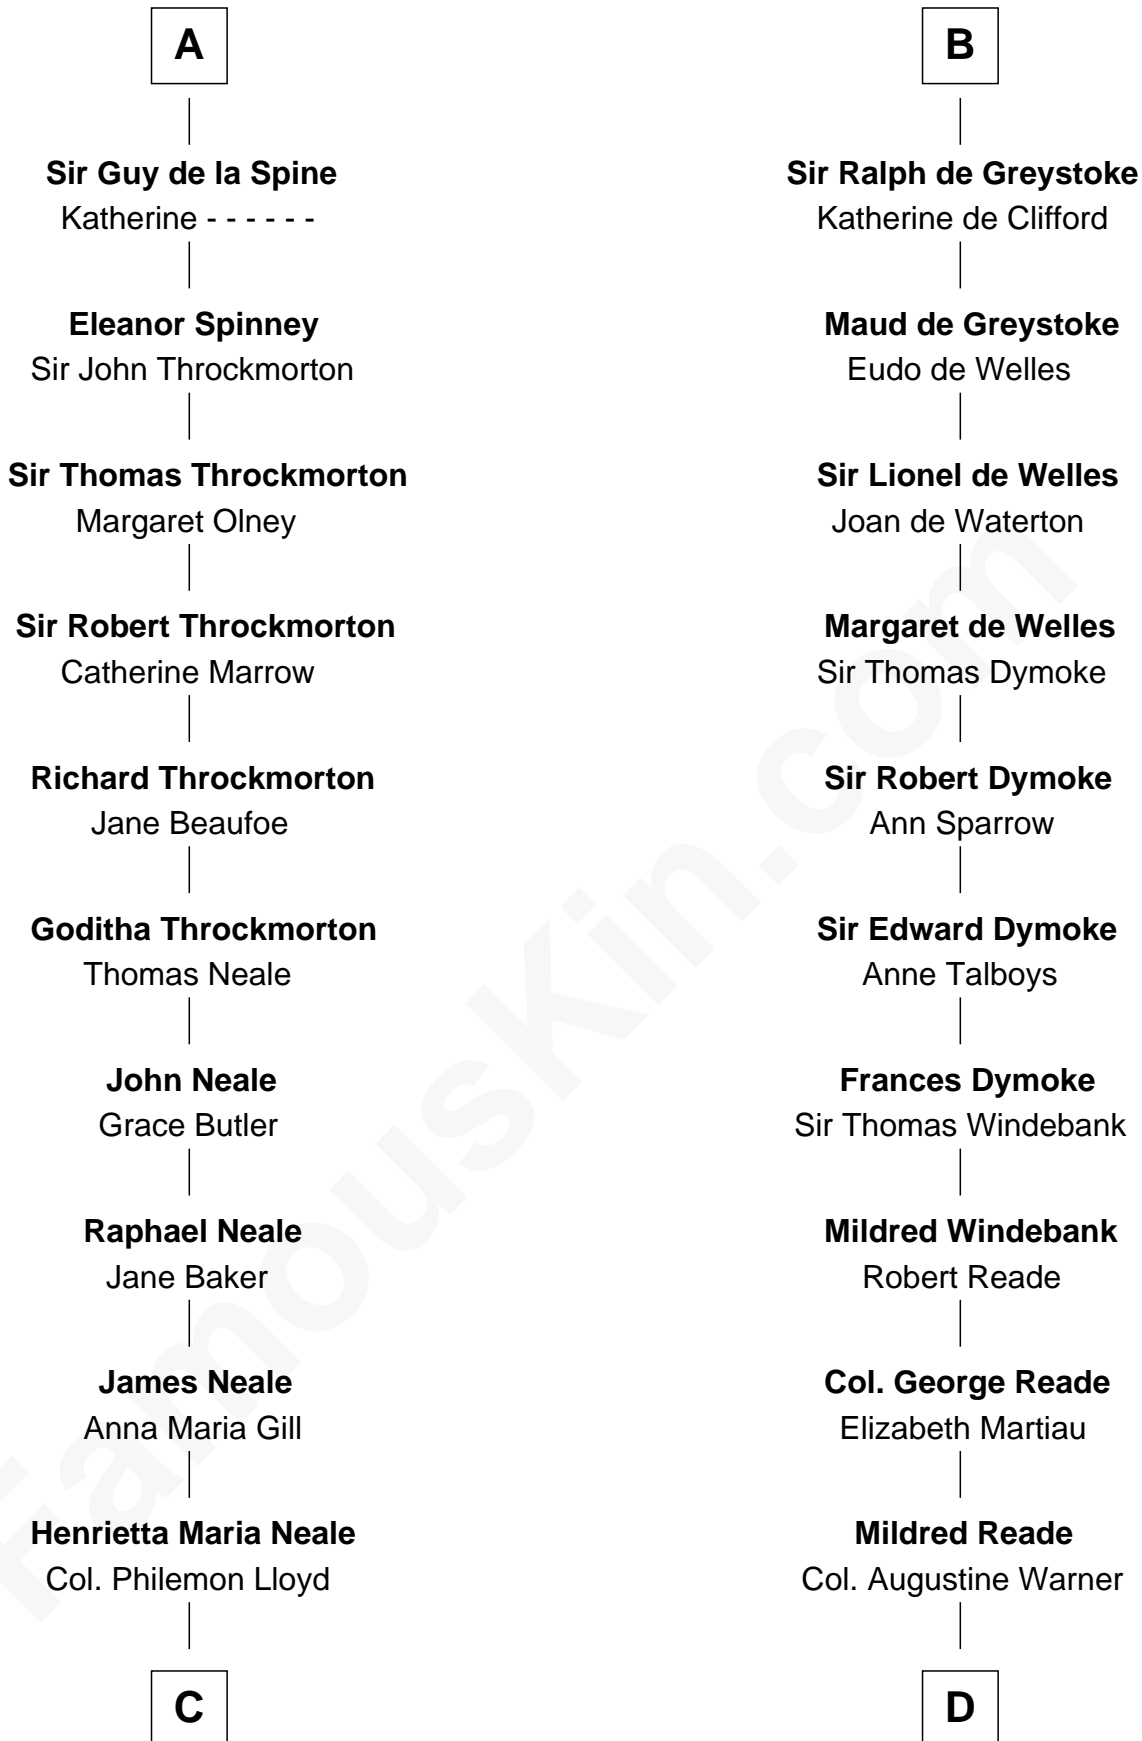 A
Sir Guy de la Spine
Katherine - - - - - -
Eleanor Spinney
Sir John Throckmorton
Sir Thomas Throckmorton
Margaret Olney
Sir Robert Throckmorton
Catherine Marrow
Richard Throckmorton
Jane Beaufoe
Goditha Throckmorton
Thomas Neale
John Neale
Grace Butler
Raphael Neale
Jane Baker
James Neale
Anna Maria Gill
Henrietta Maria Neale
Col. Philemon Lloyd
C
B
Sir Ralph de Greystoke
Katherine de Clifford
Maud de Greystoke
Eudo de Welles
Sir Lionel de Welles
Joan de Waterton
Margaret de Welles
Sir Thomas Dymoke
Sir Robert Dymoke
Ann Sparrow
Sir Edward Dymoke
Anne Talboys
Frances Dymoke
Sir Thomas Windebank
Mildred Windebank
Robert Reade
Col. George Reade
Elizabeth Martiau
Mildred Reade
Col. Augustine Warner
D
FamousKin.com